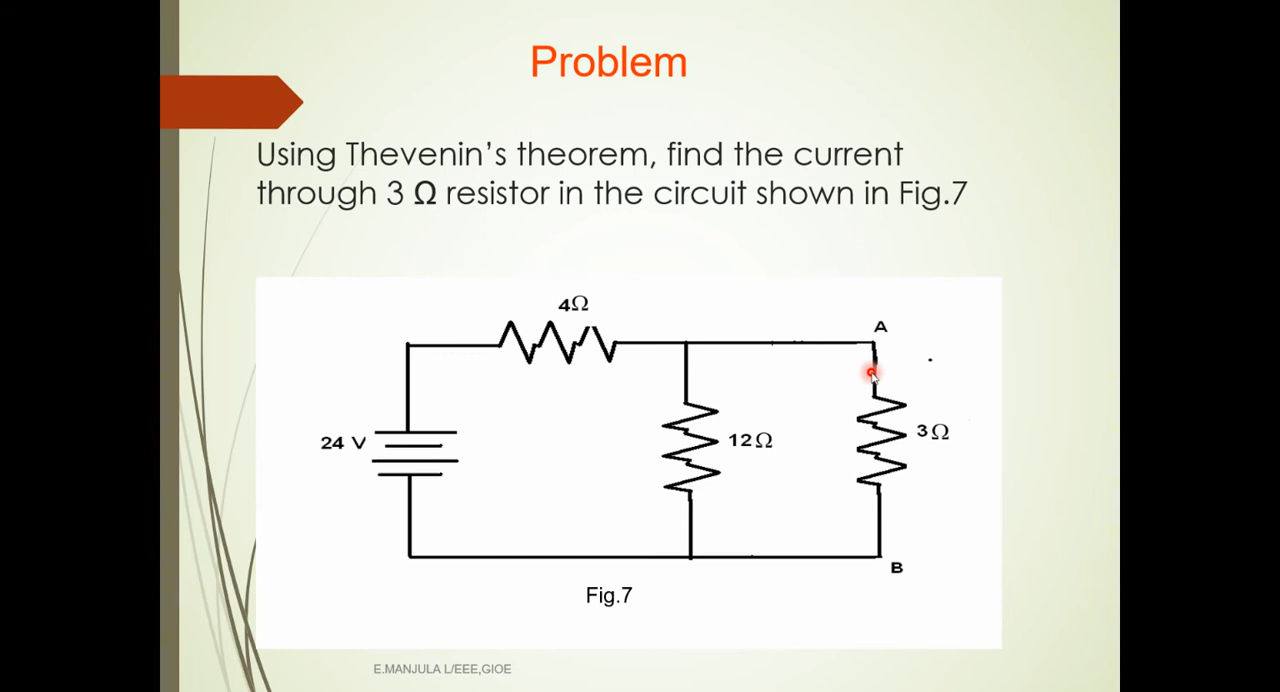 Problem
Using Thevenin’s theorem, find the current
through 3 Ω resistor in the circuit shown in Fig.7
4Ω
A
24 V
12Ω
3Ω
B
Fig.7
E.MANJULA L/EEE,GIOE